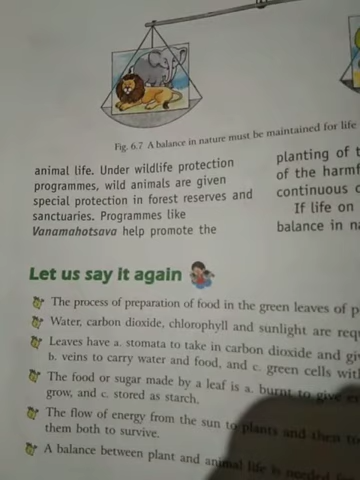 Fig. 6.7 A balance in nature must be maintained for life
animal life. Under wildlife protection
programmes, wild animals are given
special protection in forest reserves and
sanctuaries. Programmes like
Vanamahotsava help promote the
planting of
of the
continuous
If life on
balance in
Let us say it again
The process of preparation of food in the green leaves of
Water, carbon dioxide, chlorophyll and sunlight are
Leaves have a. stomata to take in carbon dioxide and
b. veins to carry water and food, and c. green cells
The food or sugar made by a leaf is a. burnt to give
grow, and c. stored as starch.
The flow of energy from the sun to plants and then to
them both to survive.
A balance between plant and animal life is needed